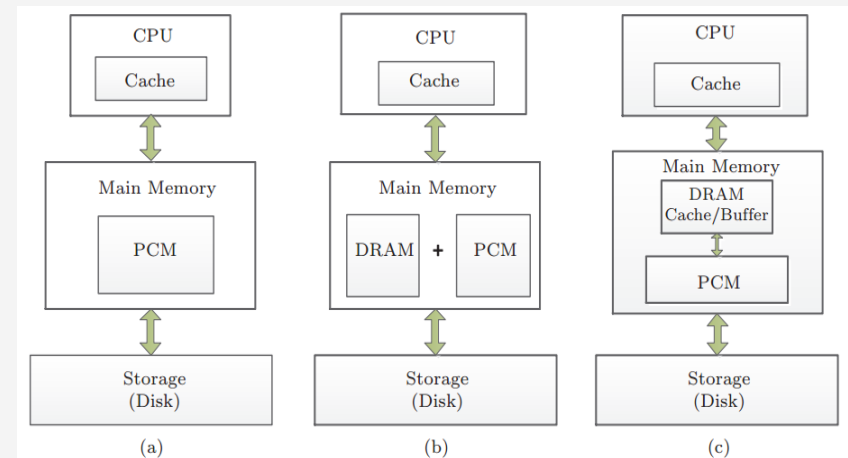 CPU
Cache
Main Memory
PCM
Storage
(Disk)
(a)
CPU
Cache
Main Memory
DRAM + PCM
Storage
(Disk)
(b)
CPU
Cache
Main Memory
DRAM
Cache/Buffer
PCM
Storage
(Disk)
(c)